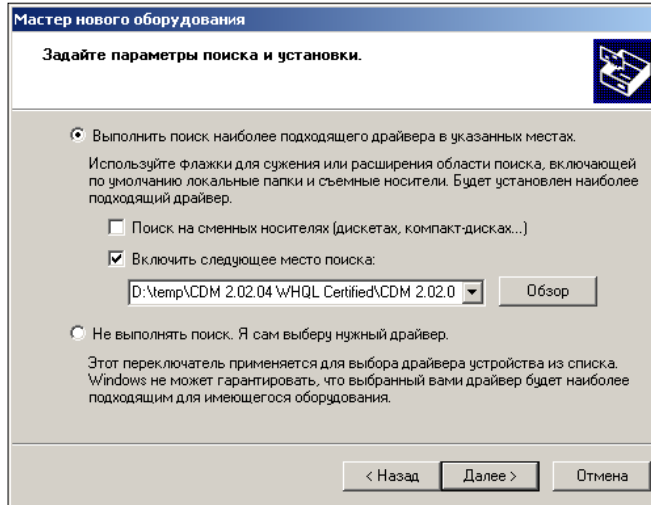 Мастер нового оборудования
Задайте параметры поиска и установки.
Выполнить поиск наиболее подходящего драйвера в указанных местах.
Используйте флажки для сужения или расширения области поиска, включающей
по умолчанию локальные папки и съемные носители. Будет установлен наиболее
подходящий драйвер.
Поиск на сменных носителях (дискетах, компакт-дисках...)
Включить следующее место поиска:
D:\temp\CDM 2.02.04 WHQL Certified\CDM 2.02.0
Обзор
Не выполнять поиск. Я сам выберу нужный драйвер.
Этот переключатель применяется для выбора драйвера устройства из списка.
Windows не может гарантировать, что выбранный вами драйвер будет наиболее
подходящим для имеющегося оборудования.
< Назад Далее > Отмена